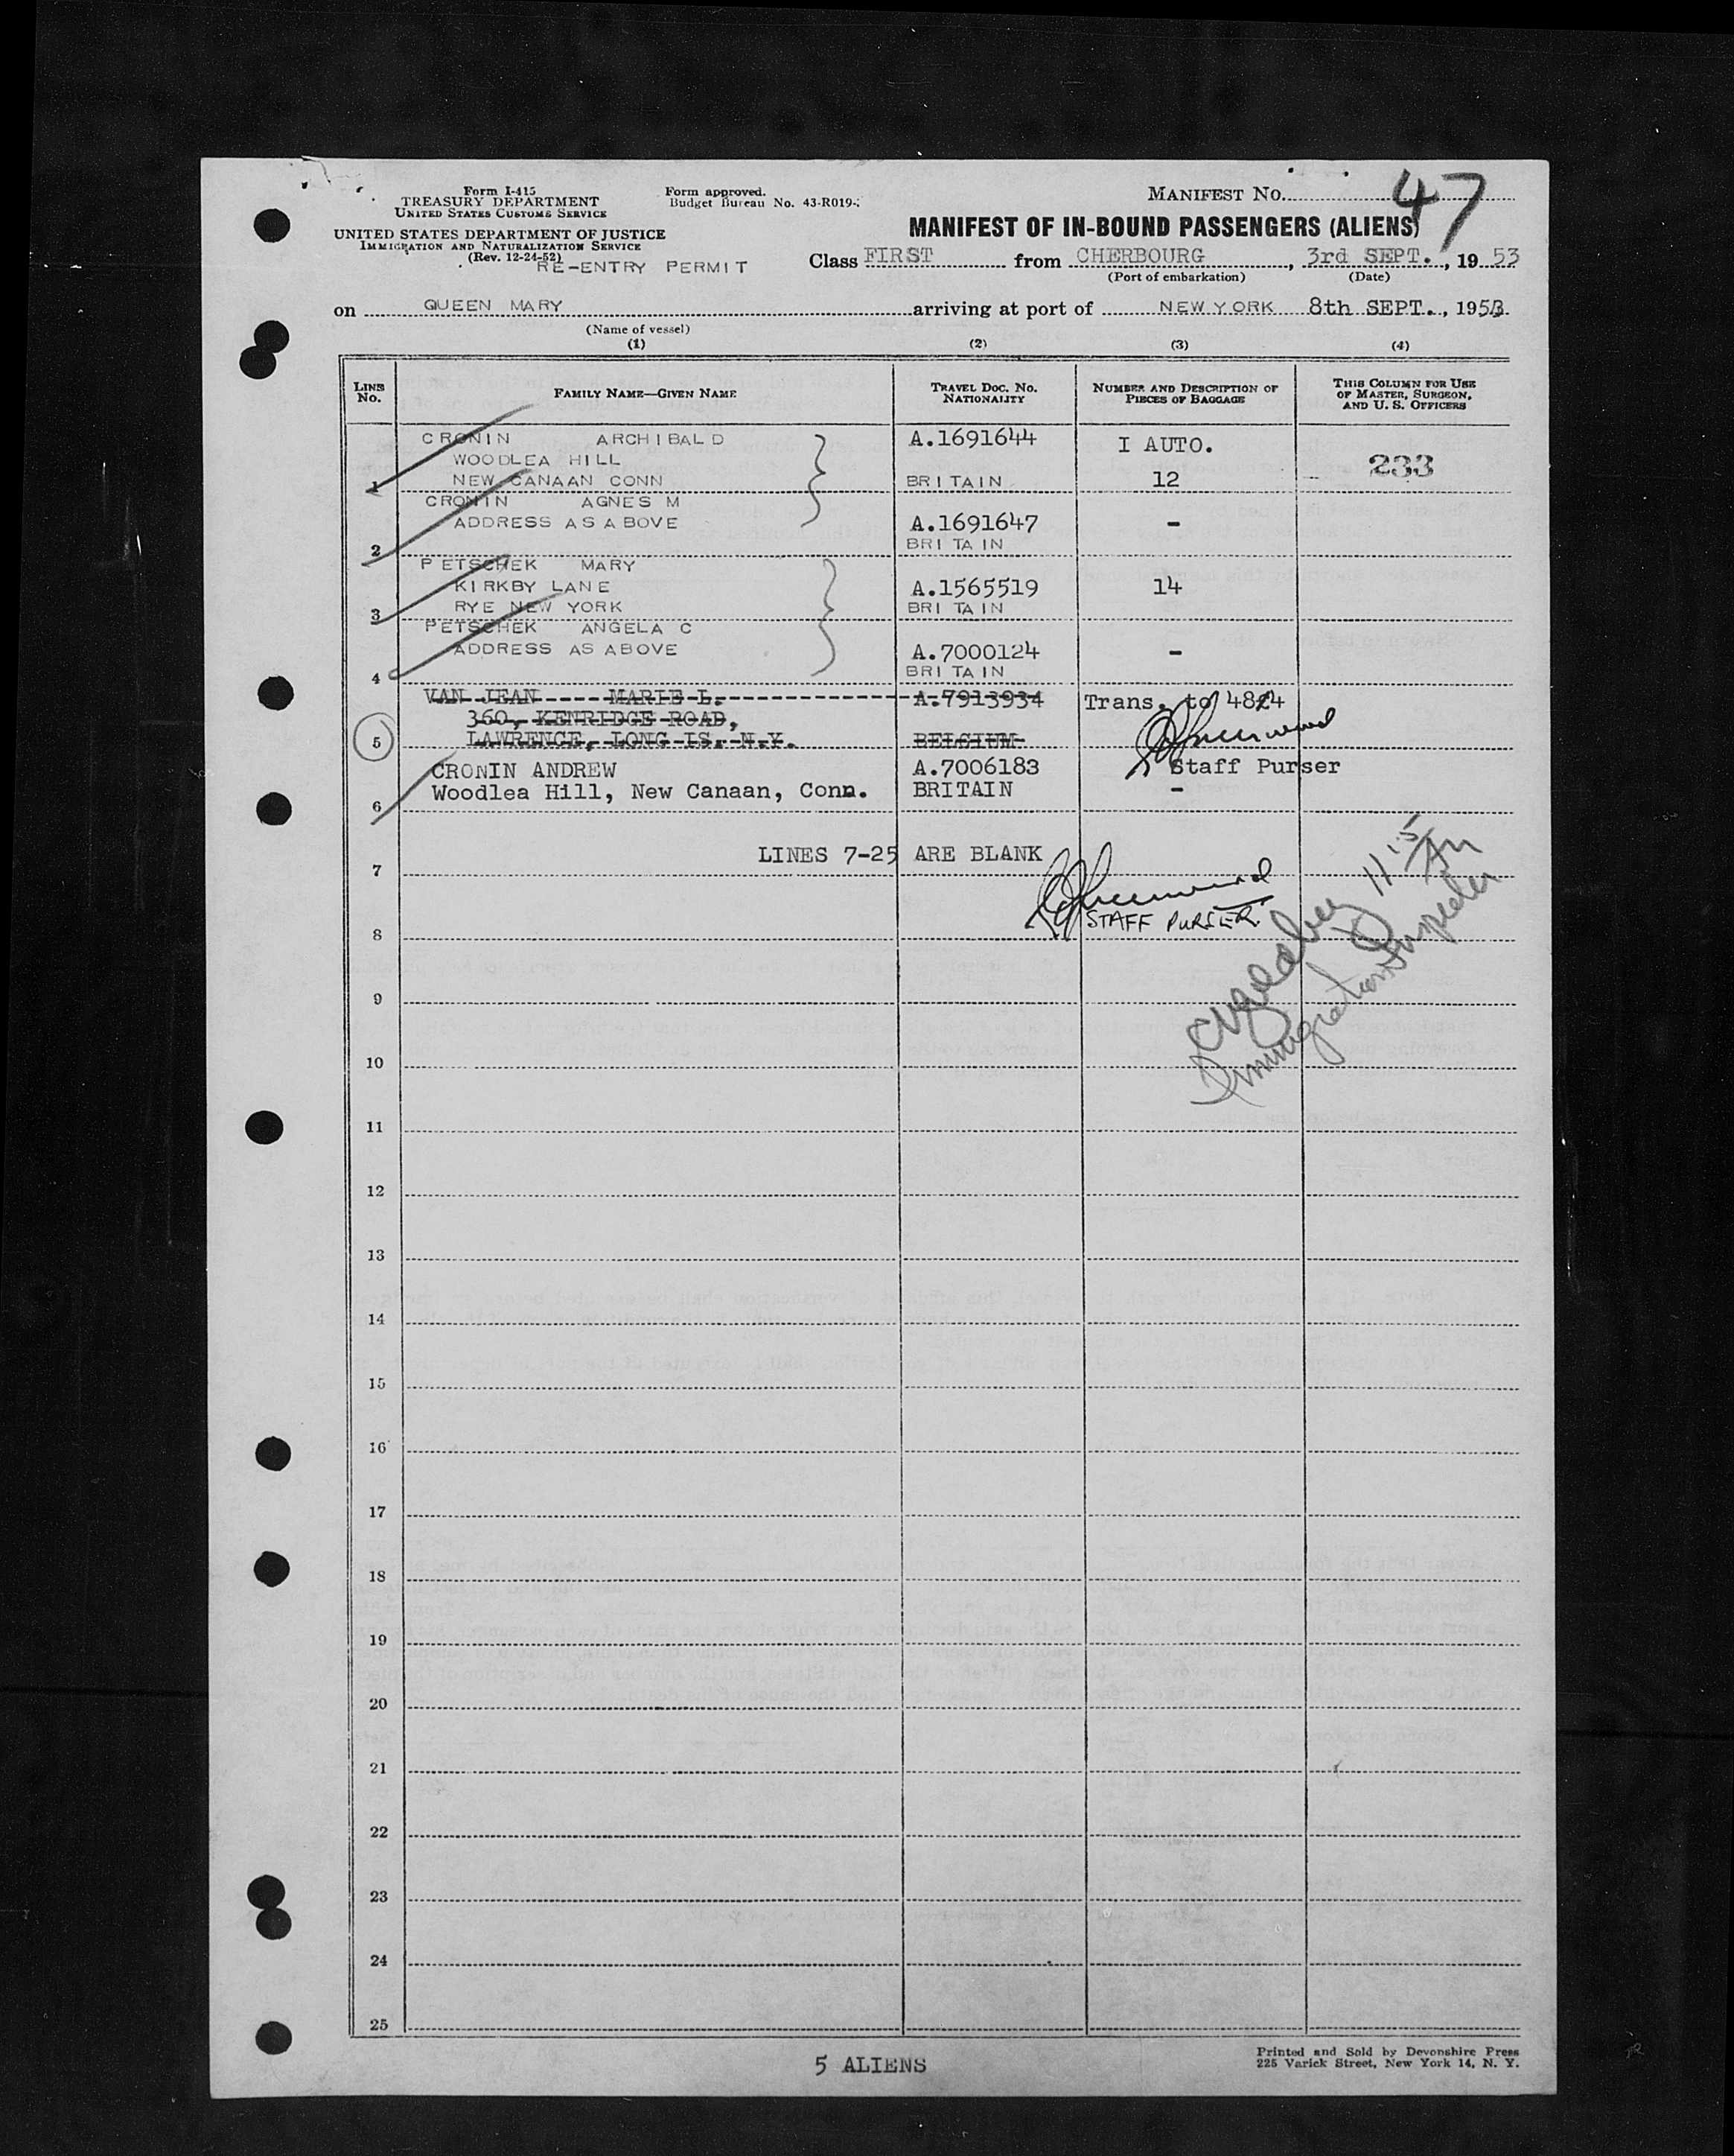 Form I-415
TREASURY DEPARTMENT
UNITED STATES CUSTOMS SERVICE
Form approved.
Budget Bureau No. 43-R019-
MANIFEST NO. 47
UNITED STATES DEPARTMENT OF JUSTICE
IMMIGRATION AND NATURALIZATION SERVICE
(Rev. 12-24-52)
RE-ENTRY PERMIT
MANIFEST OF IN-BOUND PASSENGERS (ALIENS)
Class FIRST from CHERBOURG, 3rd SEPT., 1953
(Port of embarkation) (Date)
on QUEEN MARY arriving at port of NEW YORK 8th SEPT., 1953
(Name of vessel)
(1) (2) (3) (4)
LINE No. FAMILY NAME—GIVEN NAME TRAVEL DOC. NO. NATIONALITY NUMBER AND DESCRIPTION OF PIECES OF BAGGAGE THIS COLUMN FOR USE OF MASTER, SURGEON, AND U. S. OFFICERS
CRONIN ARCHIBALD A.1691644 I AUTO.
WOODLEA HILL 233
1 NEW CANAAN CONN BRITAIN 12
CRONIN AGNES M
ADDRESS AS ABOVE A.1691647 -
2 BRITAIN
PETSCHEK MARY
KIRKBY LANE A.1565519 14
3 RYE NEW YORK BRITAIN
PETSCHEK ANGELA C
ADDRESS AS ABOVE A.7000124 -
4 BRITAIN
VAN JEAN MARIE L. A.7913934 Trans. to 4824
360, KENRIDGE ROAD,
5 LAWRENCE, LONG IS. N.Y. BELGIUM
CRONIN ANDREW A.7006183 Staff Purser
6 Woodlea Hill, New Canaan, Conn. BRITAIN -
LINES 7-25 ARE BLANK
7
STAFF PURSER.
8
Immigration Inspector
9
10
11
12
13
14
15
16
17
18
19
20
21
22
23
24
25
5 ALIENS
Printed and Sold by Devonshire Press
225 Varick Street, New York 14, N. Y.